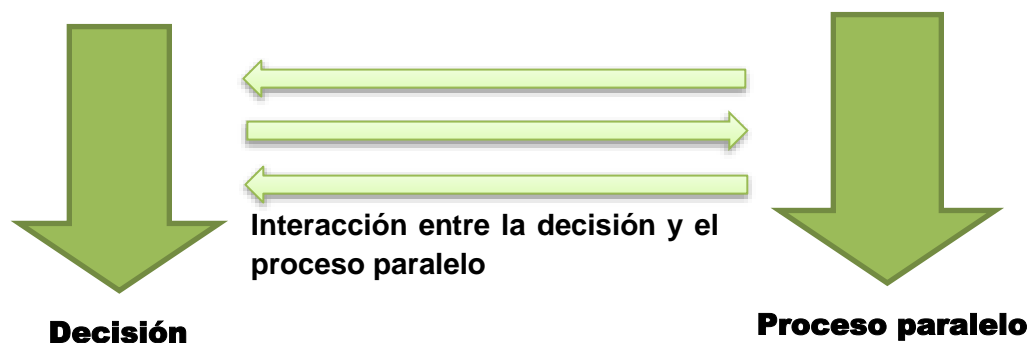 Interacción entre la decisión y el
proceso paralelo
Decisión
Proceso paralelo